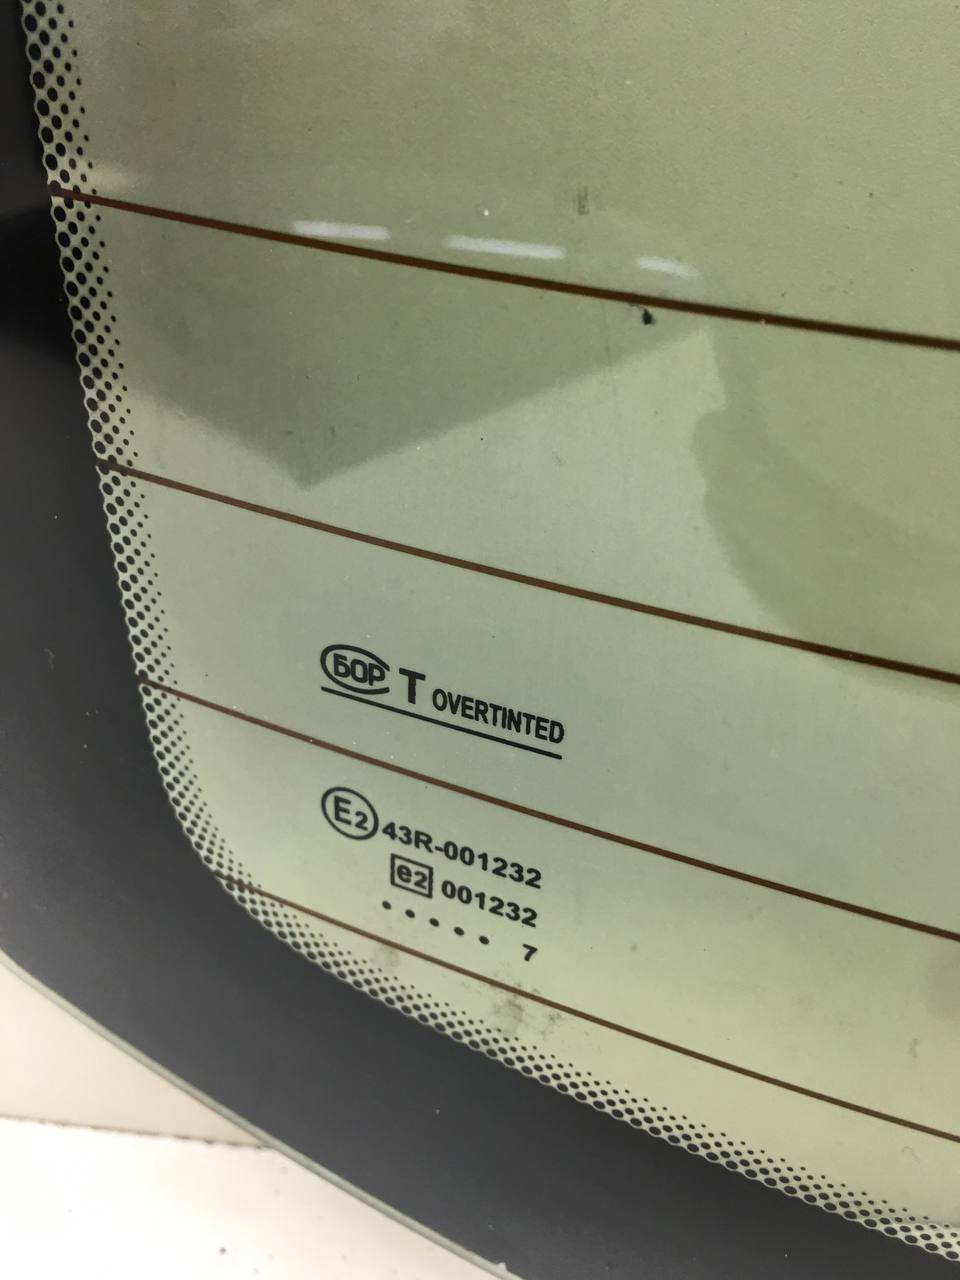 БОР T OVERTINTED
E2 43R-001232
e2 001232
. . . . . 7